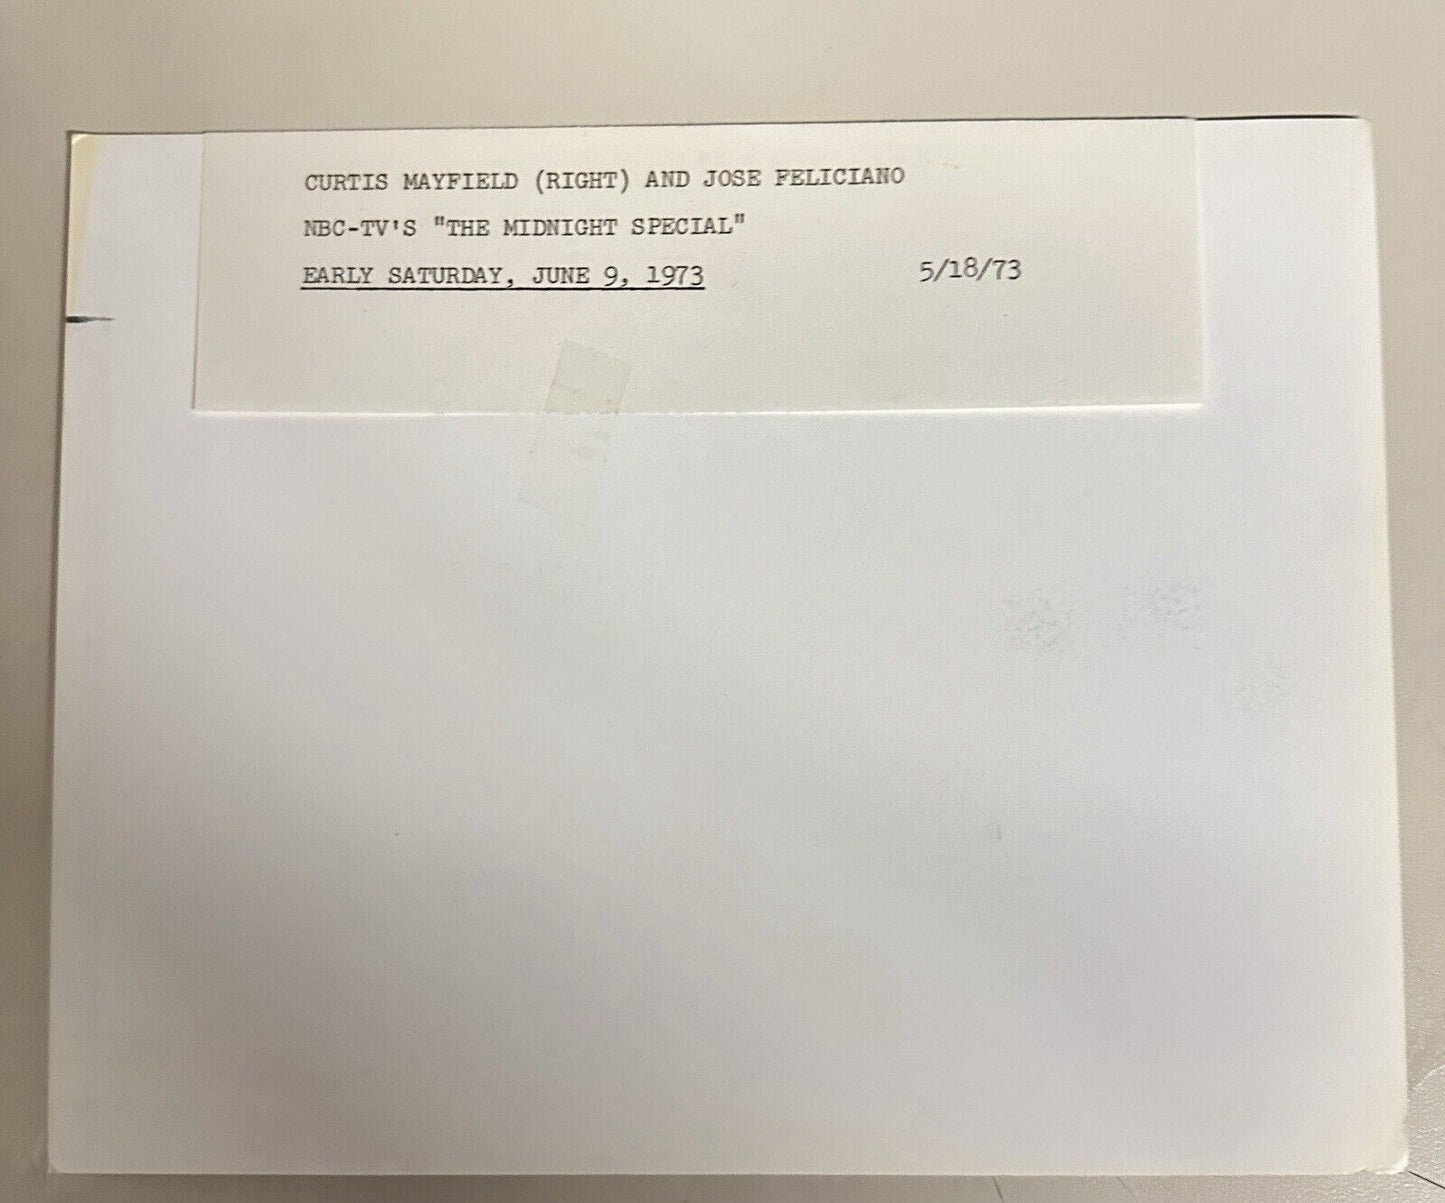 CURTIS MAYFIELD (RIGHT) AND JOSE FELICIANO
NBC-TV'S "THE MIDNIGHT SPECIAL"
EARLY SATURDAY, JUNE 9, 1973 5/18/73